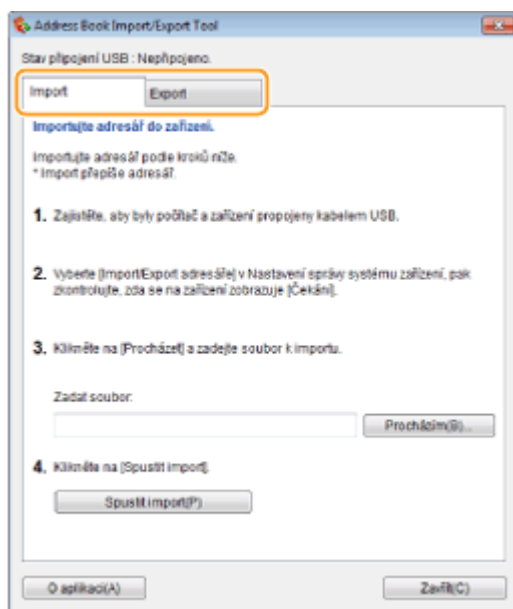 Address Book Import/Export Tool
Stav připojení USB : Nepřipojeno.
Import
Export
Importujte adresář do zařízení.
Importujte adresář podle kroků níže.
* Import přepíše adresář.
1. Zajistěte, aby byly počítač a zařízení propojeny kabelem USB.
2. Vyberte [Import/Export adresáře] v Nastavení správy systému zařízení, pak
zkontrolujte, zda se na zařízení zobrazuje [Čekání].
3. Klikněte na [Procházet] a zadejte soubor k importu.
Zadat soubor:
Procházím(B)...
4. Klikněte na [Spustit import].
Spustit import(P)
O aplikaci(A)
Zavřít(C)